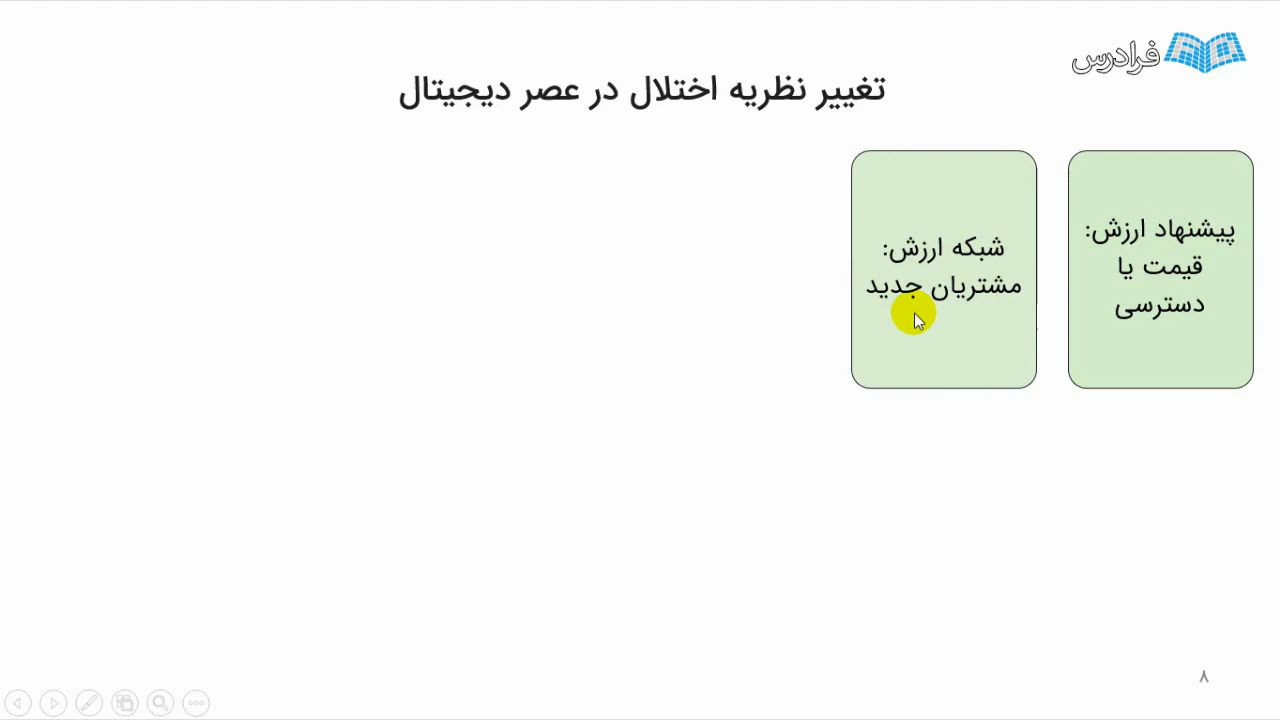 فرادرس
تغییر نظریه اختلال در عصر دیجیتال
پیشنهاد ارزش:
قیمت یا
دسترسی
شبکه ارزش:
مشتریان جدید
۸